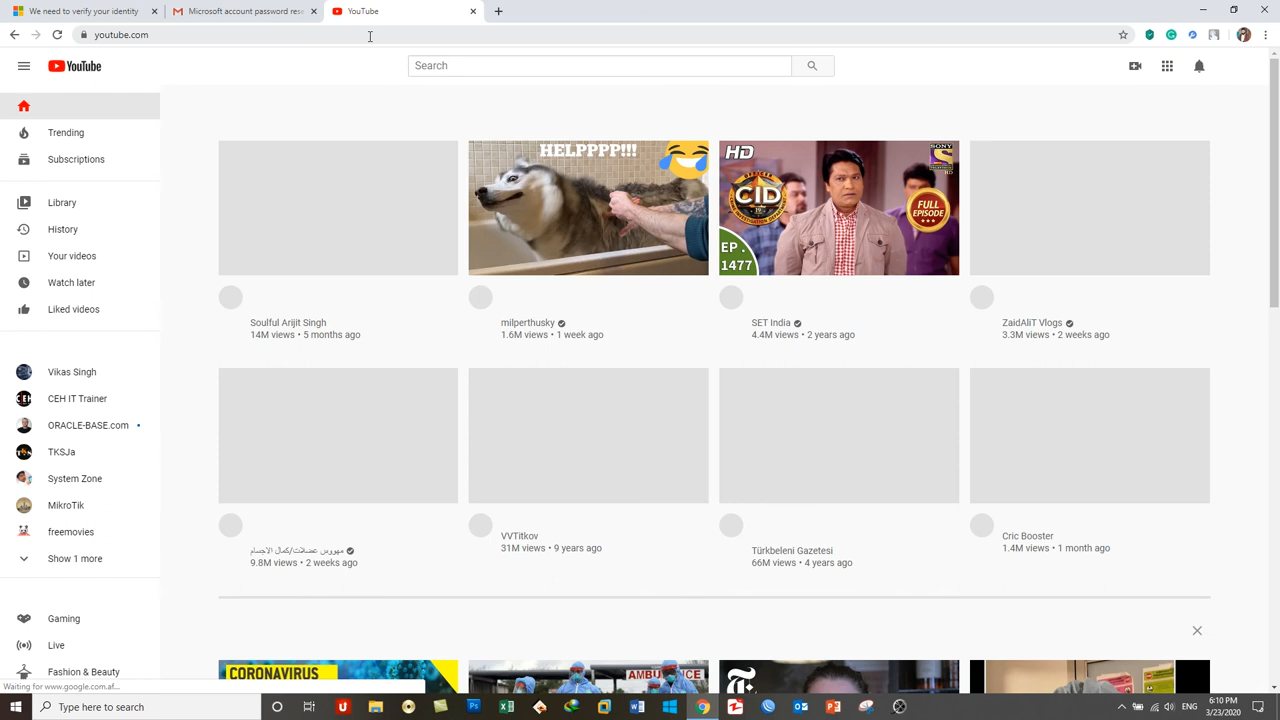 We need to verify your identity
Microsoft account password rese
YouTube
youtube.com
YouTube
Search
Trending
Subscriptions
Library
History
Your videos
Watch later
Liked videos
Vikas Singh
CEH IT Trainer
ORACLE-BASE.com
TKSJa
System Zone
MikroTik
freemovies
Show 1 more
Gaming
Live
Fashion & Beauty
HELPPPP!!!
HD
CID
SONY
HD
FULL
EPISODE
EP .
1477
Soulful Arijit Singh
14M views • 5 months ago
milperthusky
1.6M views • 1 week ago
SET India
4.4M views • 2 years ago
ZaidAliT Vlogs
3.3M views • 2 weeks ago
مهووس عضلات/كمال الاجسام
9.8M views • 2 weeks ago
VVTitkov
31M views • 9 years ago
Türkbeleni Gazetesi
66M views • 4 years ago
Cric Booster
1.4M views • 1 month ago
CORONAVIRUS
AMBULANCE
Waiting for www.google.com.af...
Type here to search
ENG
6:10 PM
3/23/2020